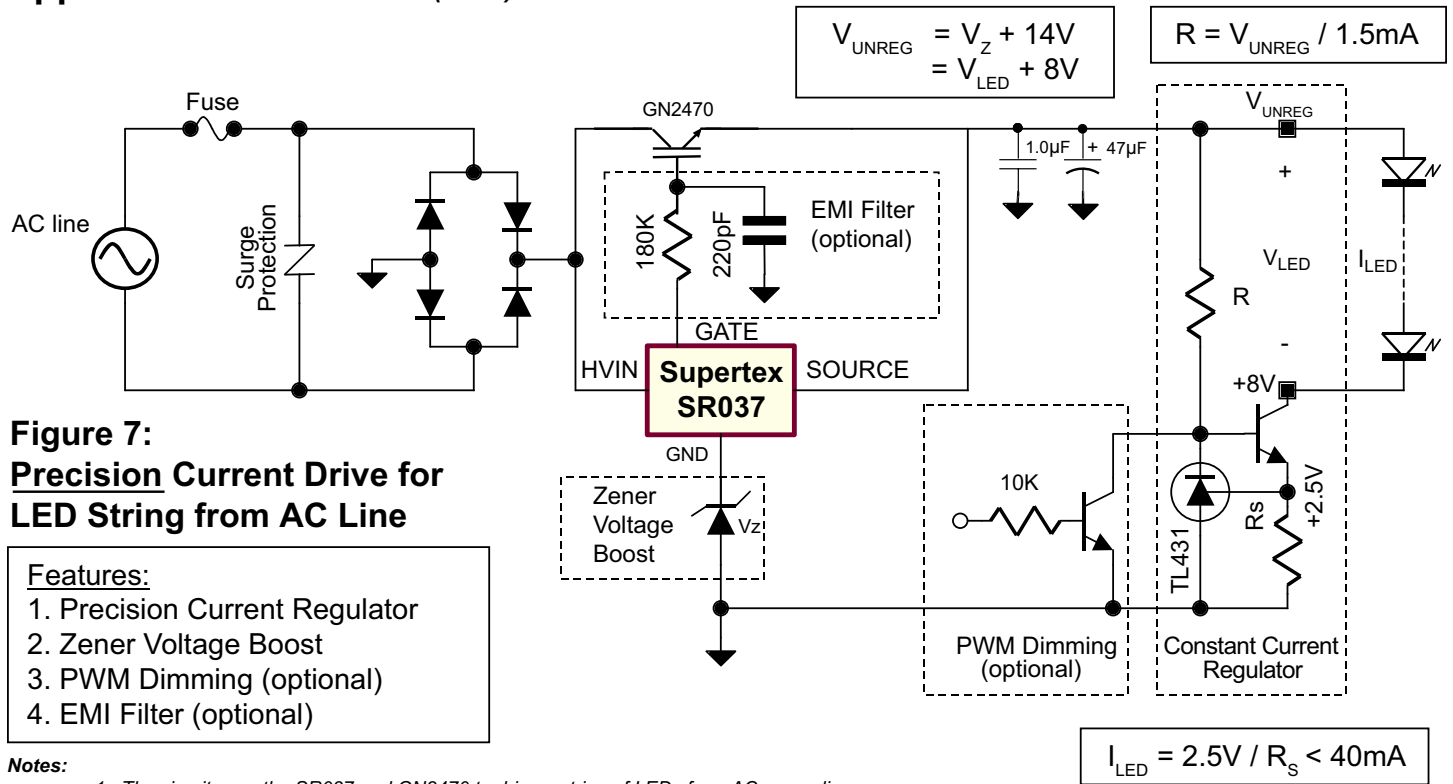 V_UNREG = V_Z + 14V
= V_LED + 8V
R = V_UNREG / 1.5mA
Fuse
GN2470
V_UNREG
1.0µF
+ 47µF
+
AC line
Surge
Protection
180K
220pF
EMI Filter
(optional)
V_LED
I_LED
R
GATE
HVIN
Supertex
SR037
SOURCE
-
+8V
GND
Figure 7:
Precision Current Drive for
LED String from AC Line
Zener
Voltage
Boost
Vz
10K
TL431
Rs
+2.5V
Features:
1. Precision Current Regulator
2. Zener Voltage Boost
3. PWM Dimming (optional)
4. EMI Filter (optional)
PWM Dimming
(optional)
Constant Current
Regulator
I_LED = 2.5V / R_S < 40mA
Notes: